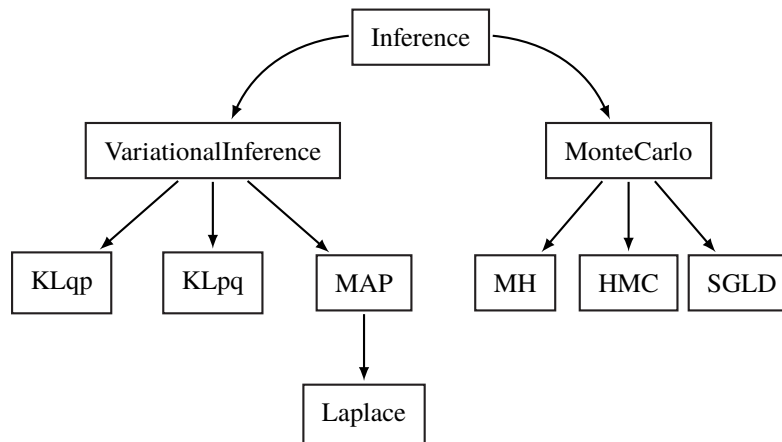 Inference
VariationalInference
MonteCarlo
KLqp
KLpq
MAP
MH
HMC
SGLD
Laplace